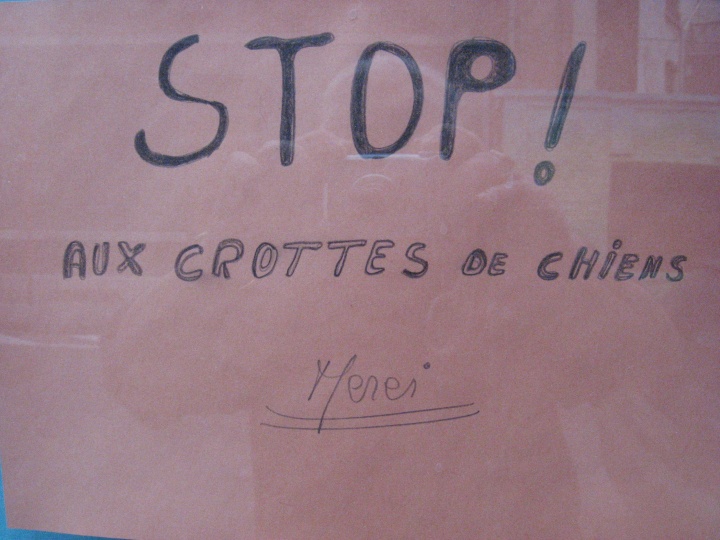 STOP!
AUX CROTTES DE CHiENS
Merci